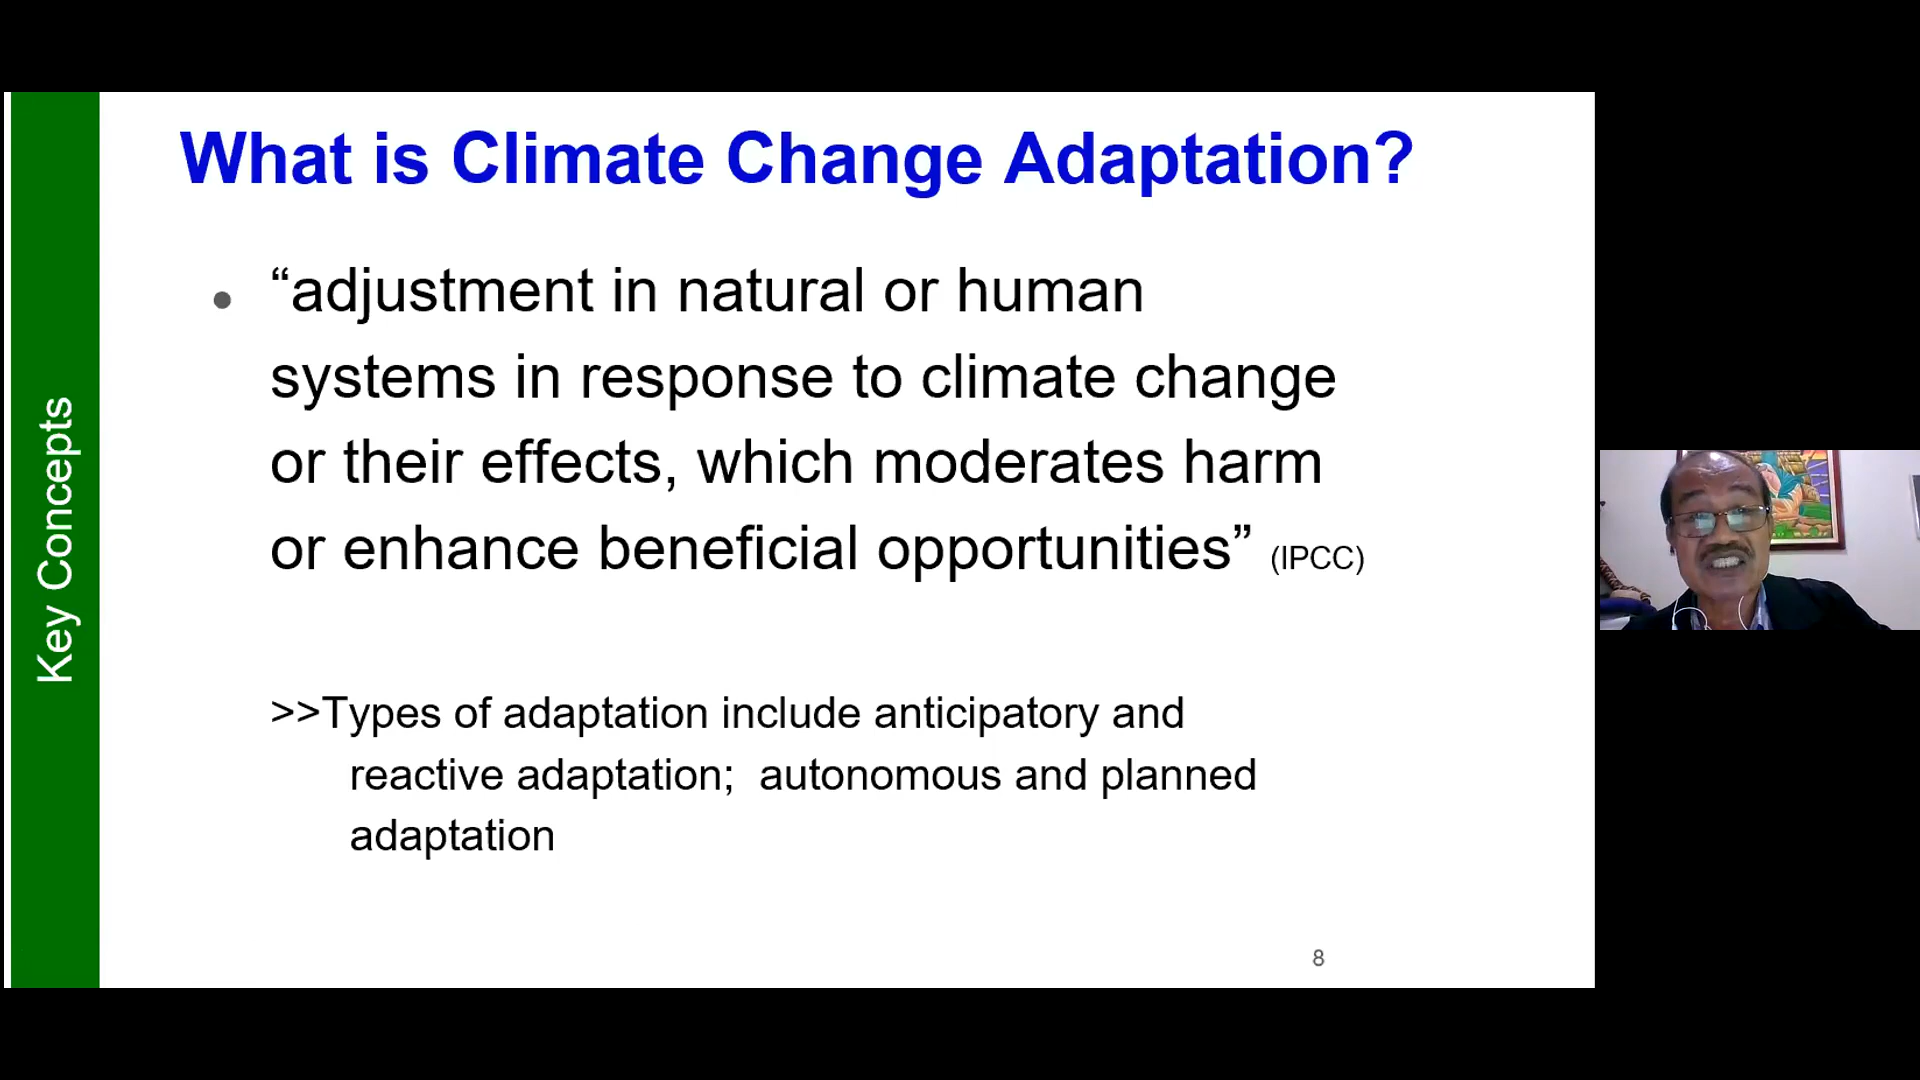 What is Climate Change Adaptation?
Key Concepts
• “adjustment in natural or human
systems in response to climate change
or their effects, which moderates harm
or enhance beneficial opportunities” (IPCC)
>>Types of adaptation include anticipatory and
reactive adaptation; autonomous and planned
adaptation
8